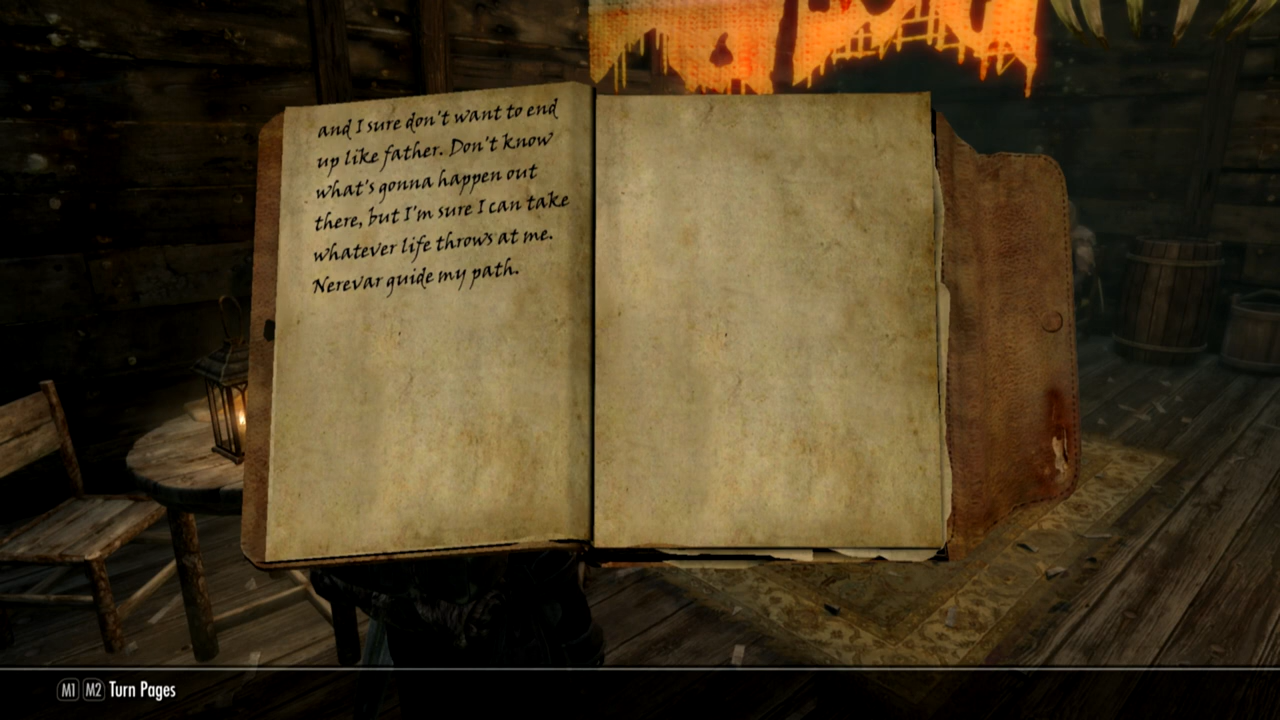 and I sure don't want to end
up like father. Don't know
what's gonna happen out
there, but I'm sure I can take
whatever life throws at me.
Nerevar guide my path.
M1 M2 Turn Pages